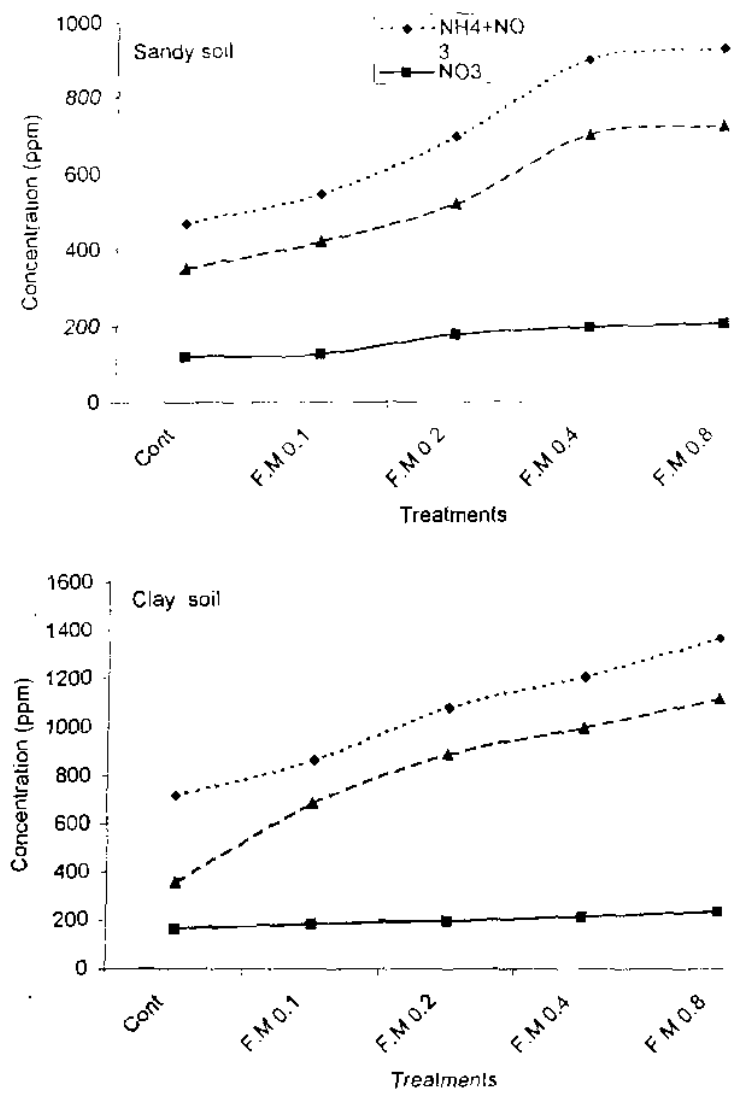 1000
NH4+NO
3
Sandy soil
NO3
800
600
400
200
0
Concentration (ppm)
Cont
F.M 0.1
F.M 0 2
F.M 0.4
F.M 0.8
Treatments
1600
Clay soil
1400
1200
1000
800
600
400
200
0
Concentration (ppm)
Cont
F.M 0.1
F.M 0.2
F.M 0.4
F M 0.8
Treatments